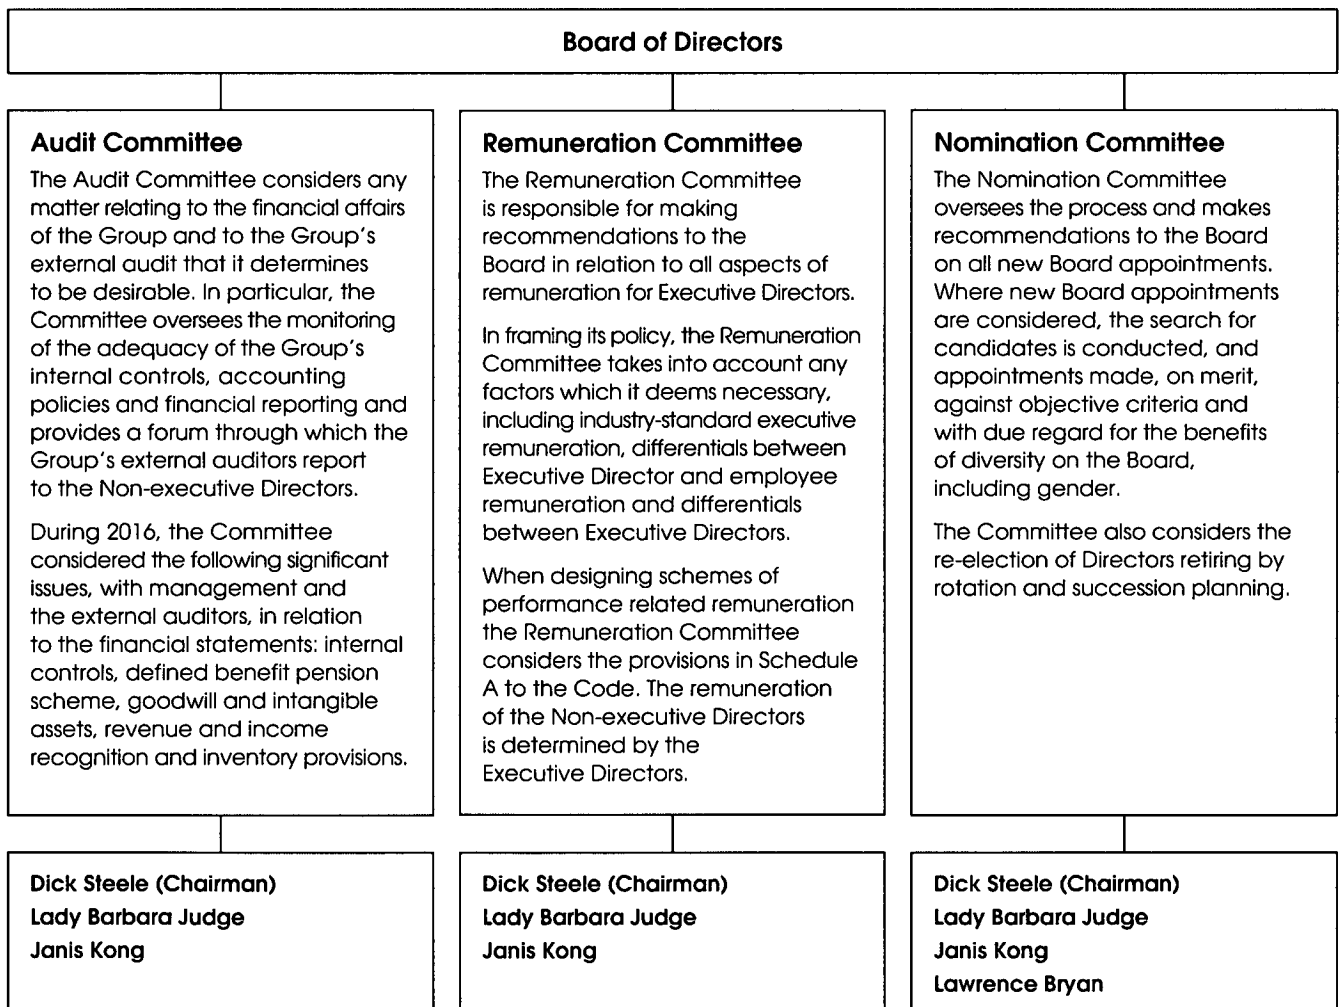 Board of Directors
Audit Committee
The Audit Committee considers any
matter relating to the financial affairs
of the Group and to the Group's
external audit that it determines
to be desirable. In particular, the
Committee oversees the monitoring
of the adequacy of the Group's
internal controls, accounting
policies and financial reporting and
provides a forum through which the
Group's external auditors report
to the Non-executive Directors.
During 2016, the Committee
considered the following significant
issues, with management and
the external auditors, in relation
to the financial statements: internal
controls, defined benefit pension
scheme, goodwill and intangible
assets, revenue and income
recognition and inventory provisions.
Dick Steele (Chairman)
Lady Barbara Judge
Janis Kong
Remuneration Committee
The Remuneration Committee
is responsible for making
recommendations to the
Board in relation to all aspects of
remuneration for Executive Directors.
In framing its policy, the Remuneration
Committee takes into account any
factors which it deems necessary,
including industry-standard executive
remuneration, differentials between
Executive Director and employee
remuneration and differentials
between Executive Directors.
When designing schemes of
performance related remuneration
the Remuneration Committee
considers the provisions in Schedule
A to the Code. The remuneration
of the Non-executive Directors
is determined by the
Executive Directors.
Dick Steele (Chairman)
Lady Barbara Judge
Janis Kong
Nomination Committee
The Nomination Committee
oversees the process and makes
recommendations to the Board
on all new Board appointments.
Where new Board appointments
are considered, the search for
candidates is conducted, and
appointments made, on merit,
against objective criteria and
with due regard for the benefits
of diversity on the Board,
including gender.
The Committee also considers the
re-election of Directors retiring by
rotation and succession planning.
Dick Steele (Chairman)
Lady Barbara Judge
Janis Kong
Lawrence Bryan